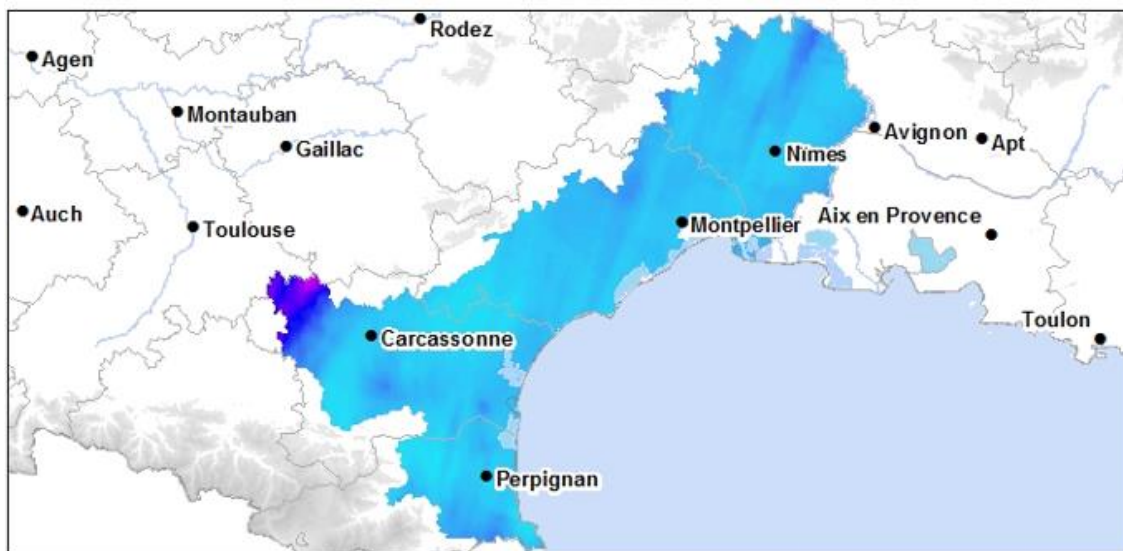 Rodez
Agen
Montauban
Gaillac
Avignon
Apt
Nîmes
Auch
Toulouse
Montpellier
Aix en Provence
Carcassonne
Toulon
Perpignan